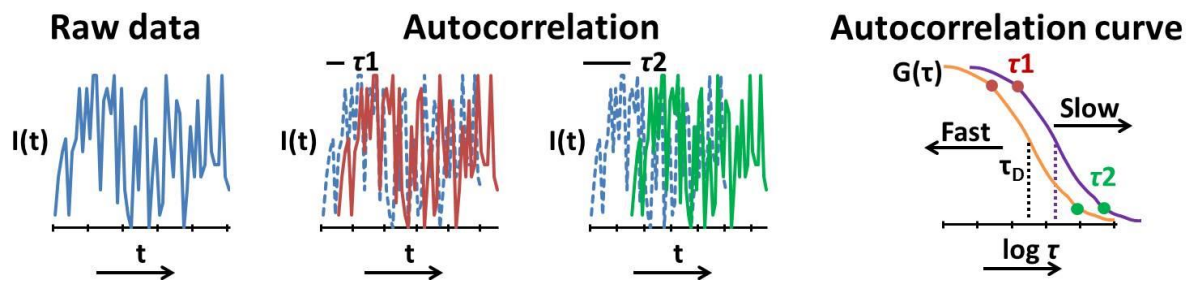 Raw data
Autocorrelation
Autocorrelation curve
τ1
τ2
I(t)
I(t)
I(t)
G(τ)
τ1
Slow
Fast
τD
τ2
t
t
t
log τ